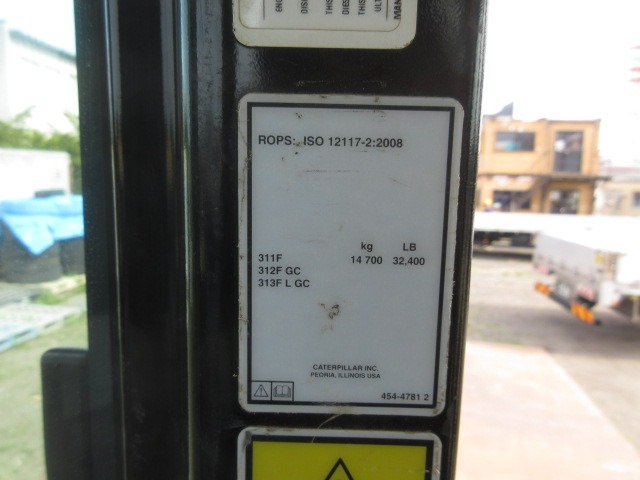 ROPS: ISO 12117-2:2008
kg LB
311F 14 700 32,400
312F GC
313F L GC
CATERPILLAR INC.
PEORIA, ILLINOIS USA
454-4781 2